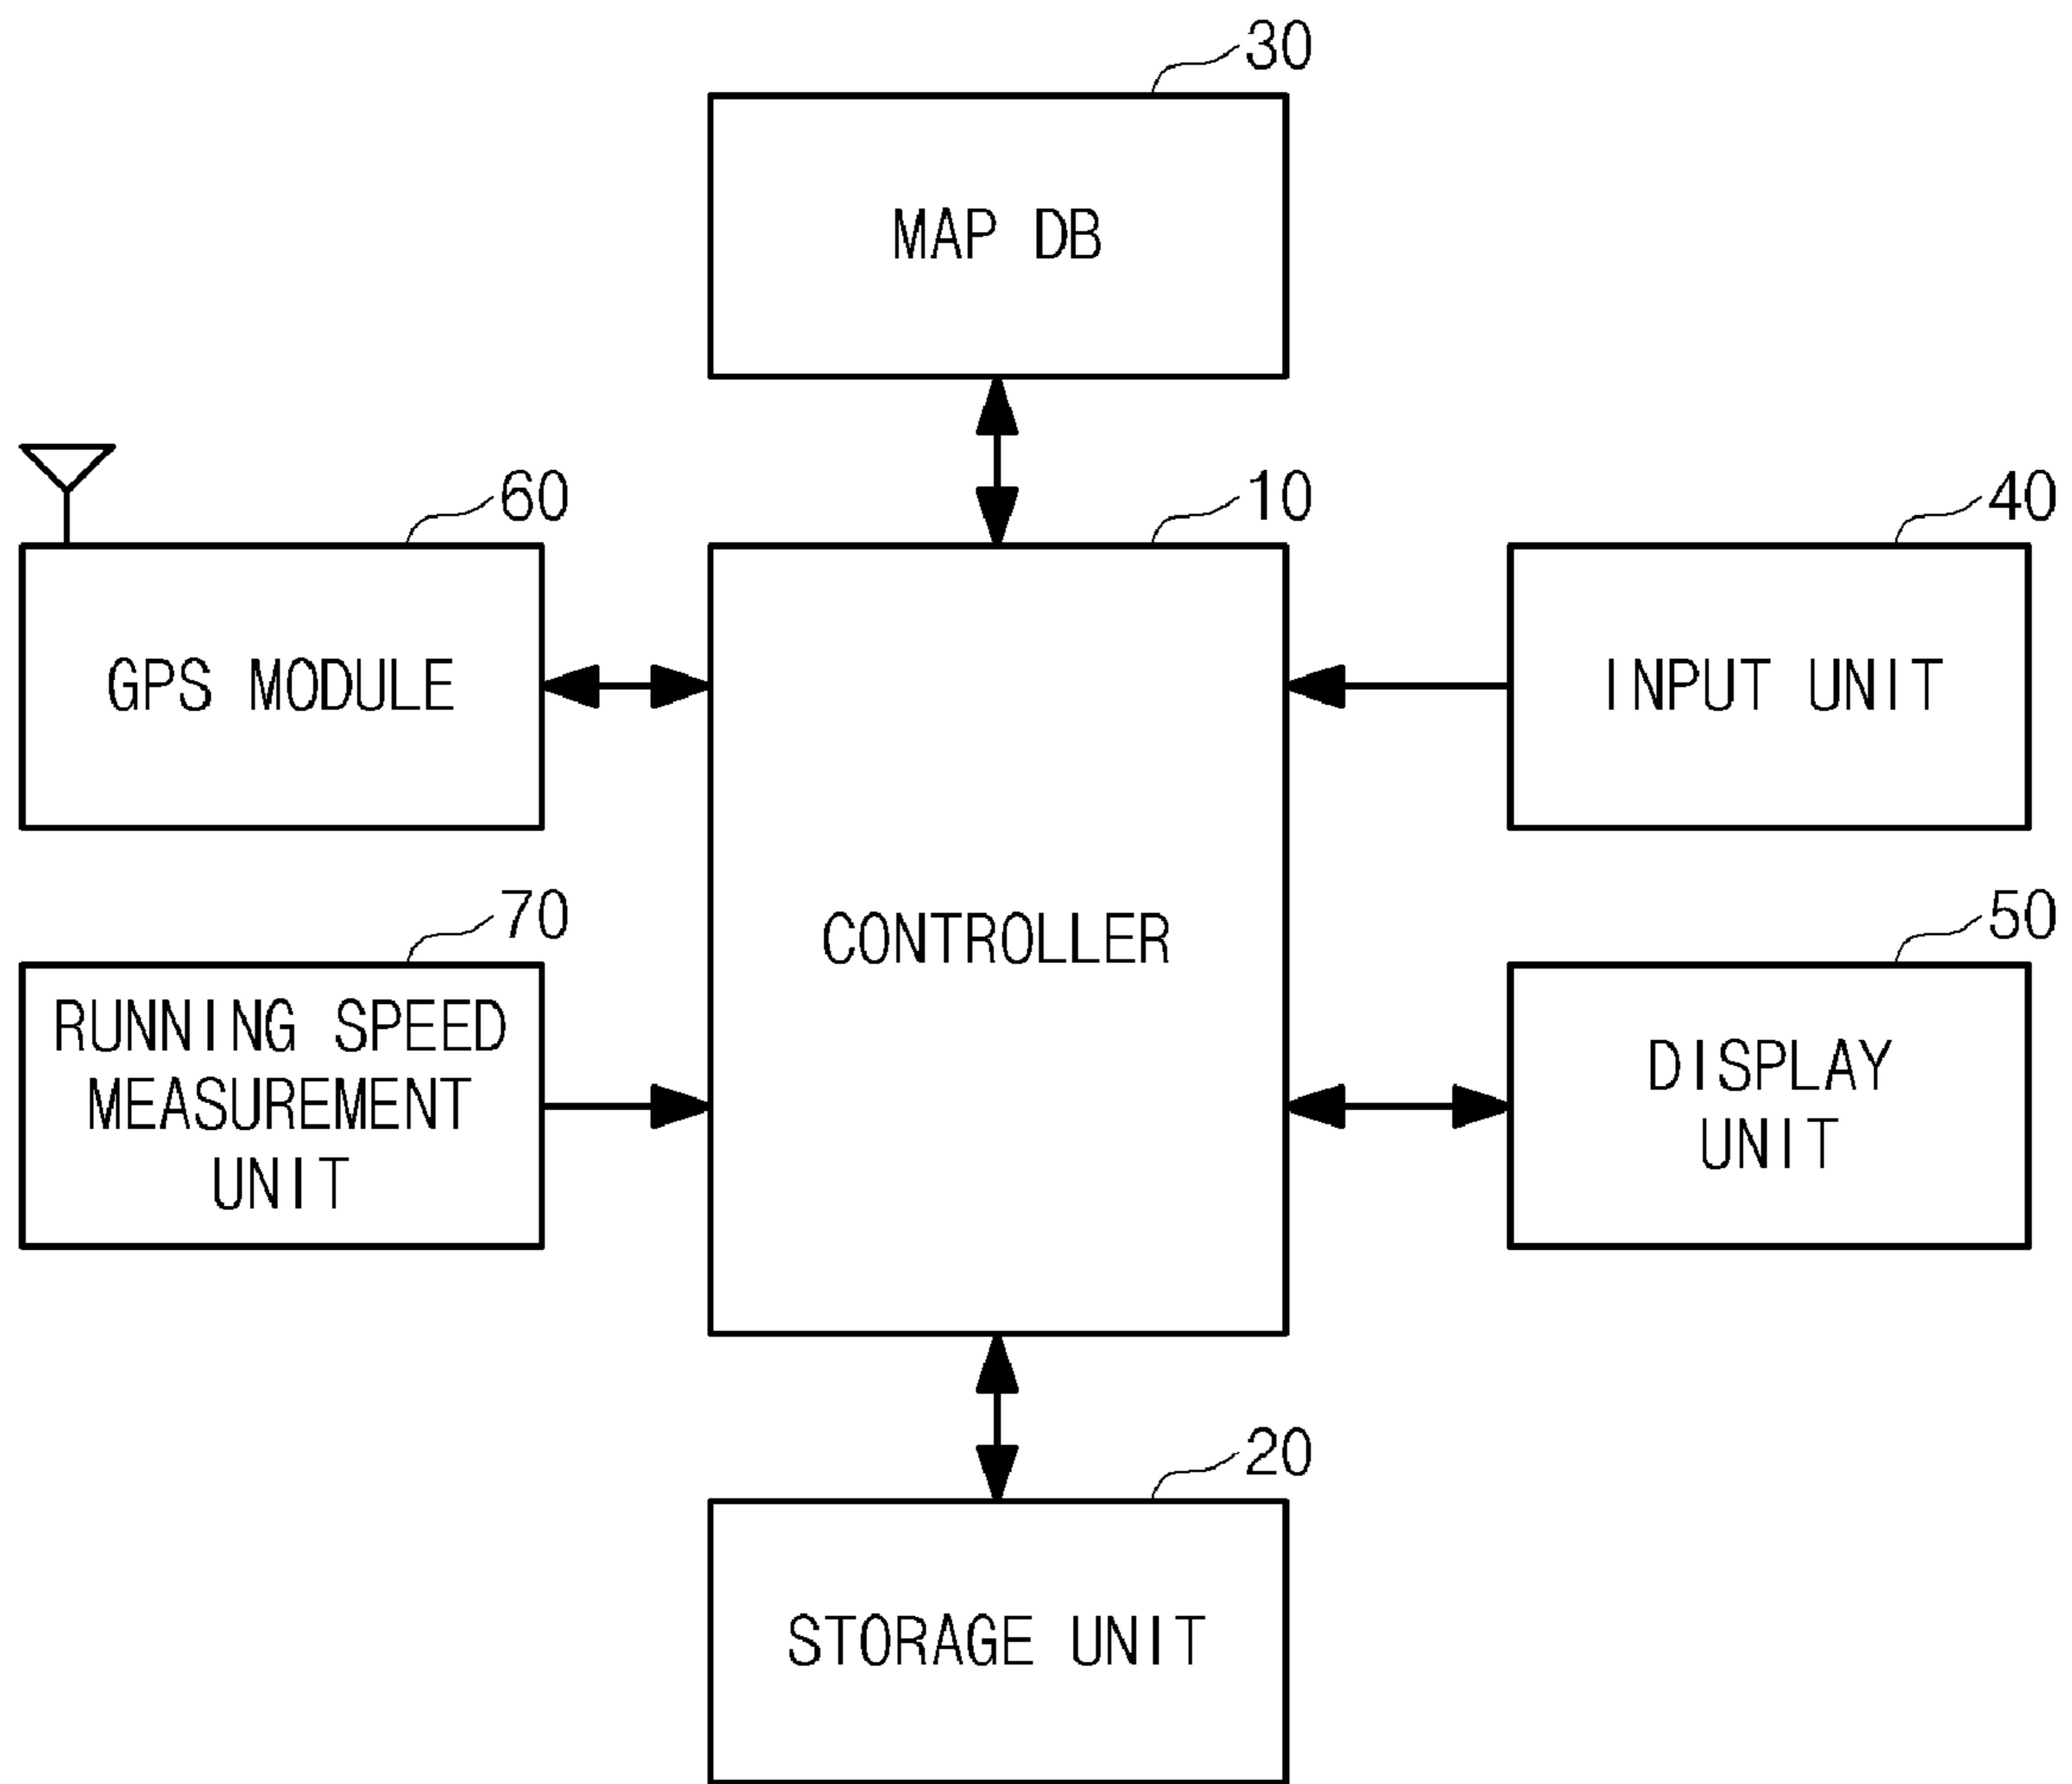 30
MAP DB
60
10
40
GPS MODULE
INPUT UNIT
70
CONTROLLER
50
RUNNING SPEED
MEASUREMENT
UNIT
DISPLAY
UNIT
20
STORAGE UNIT